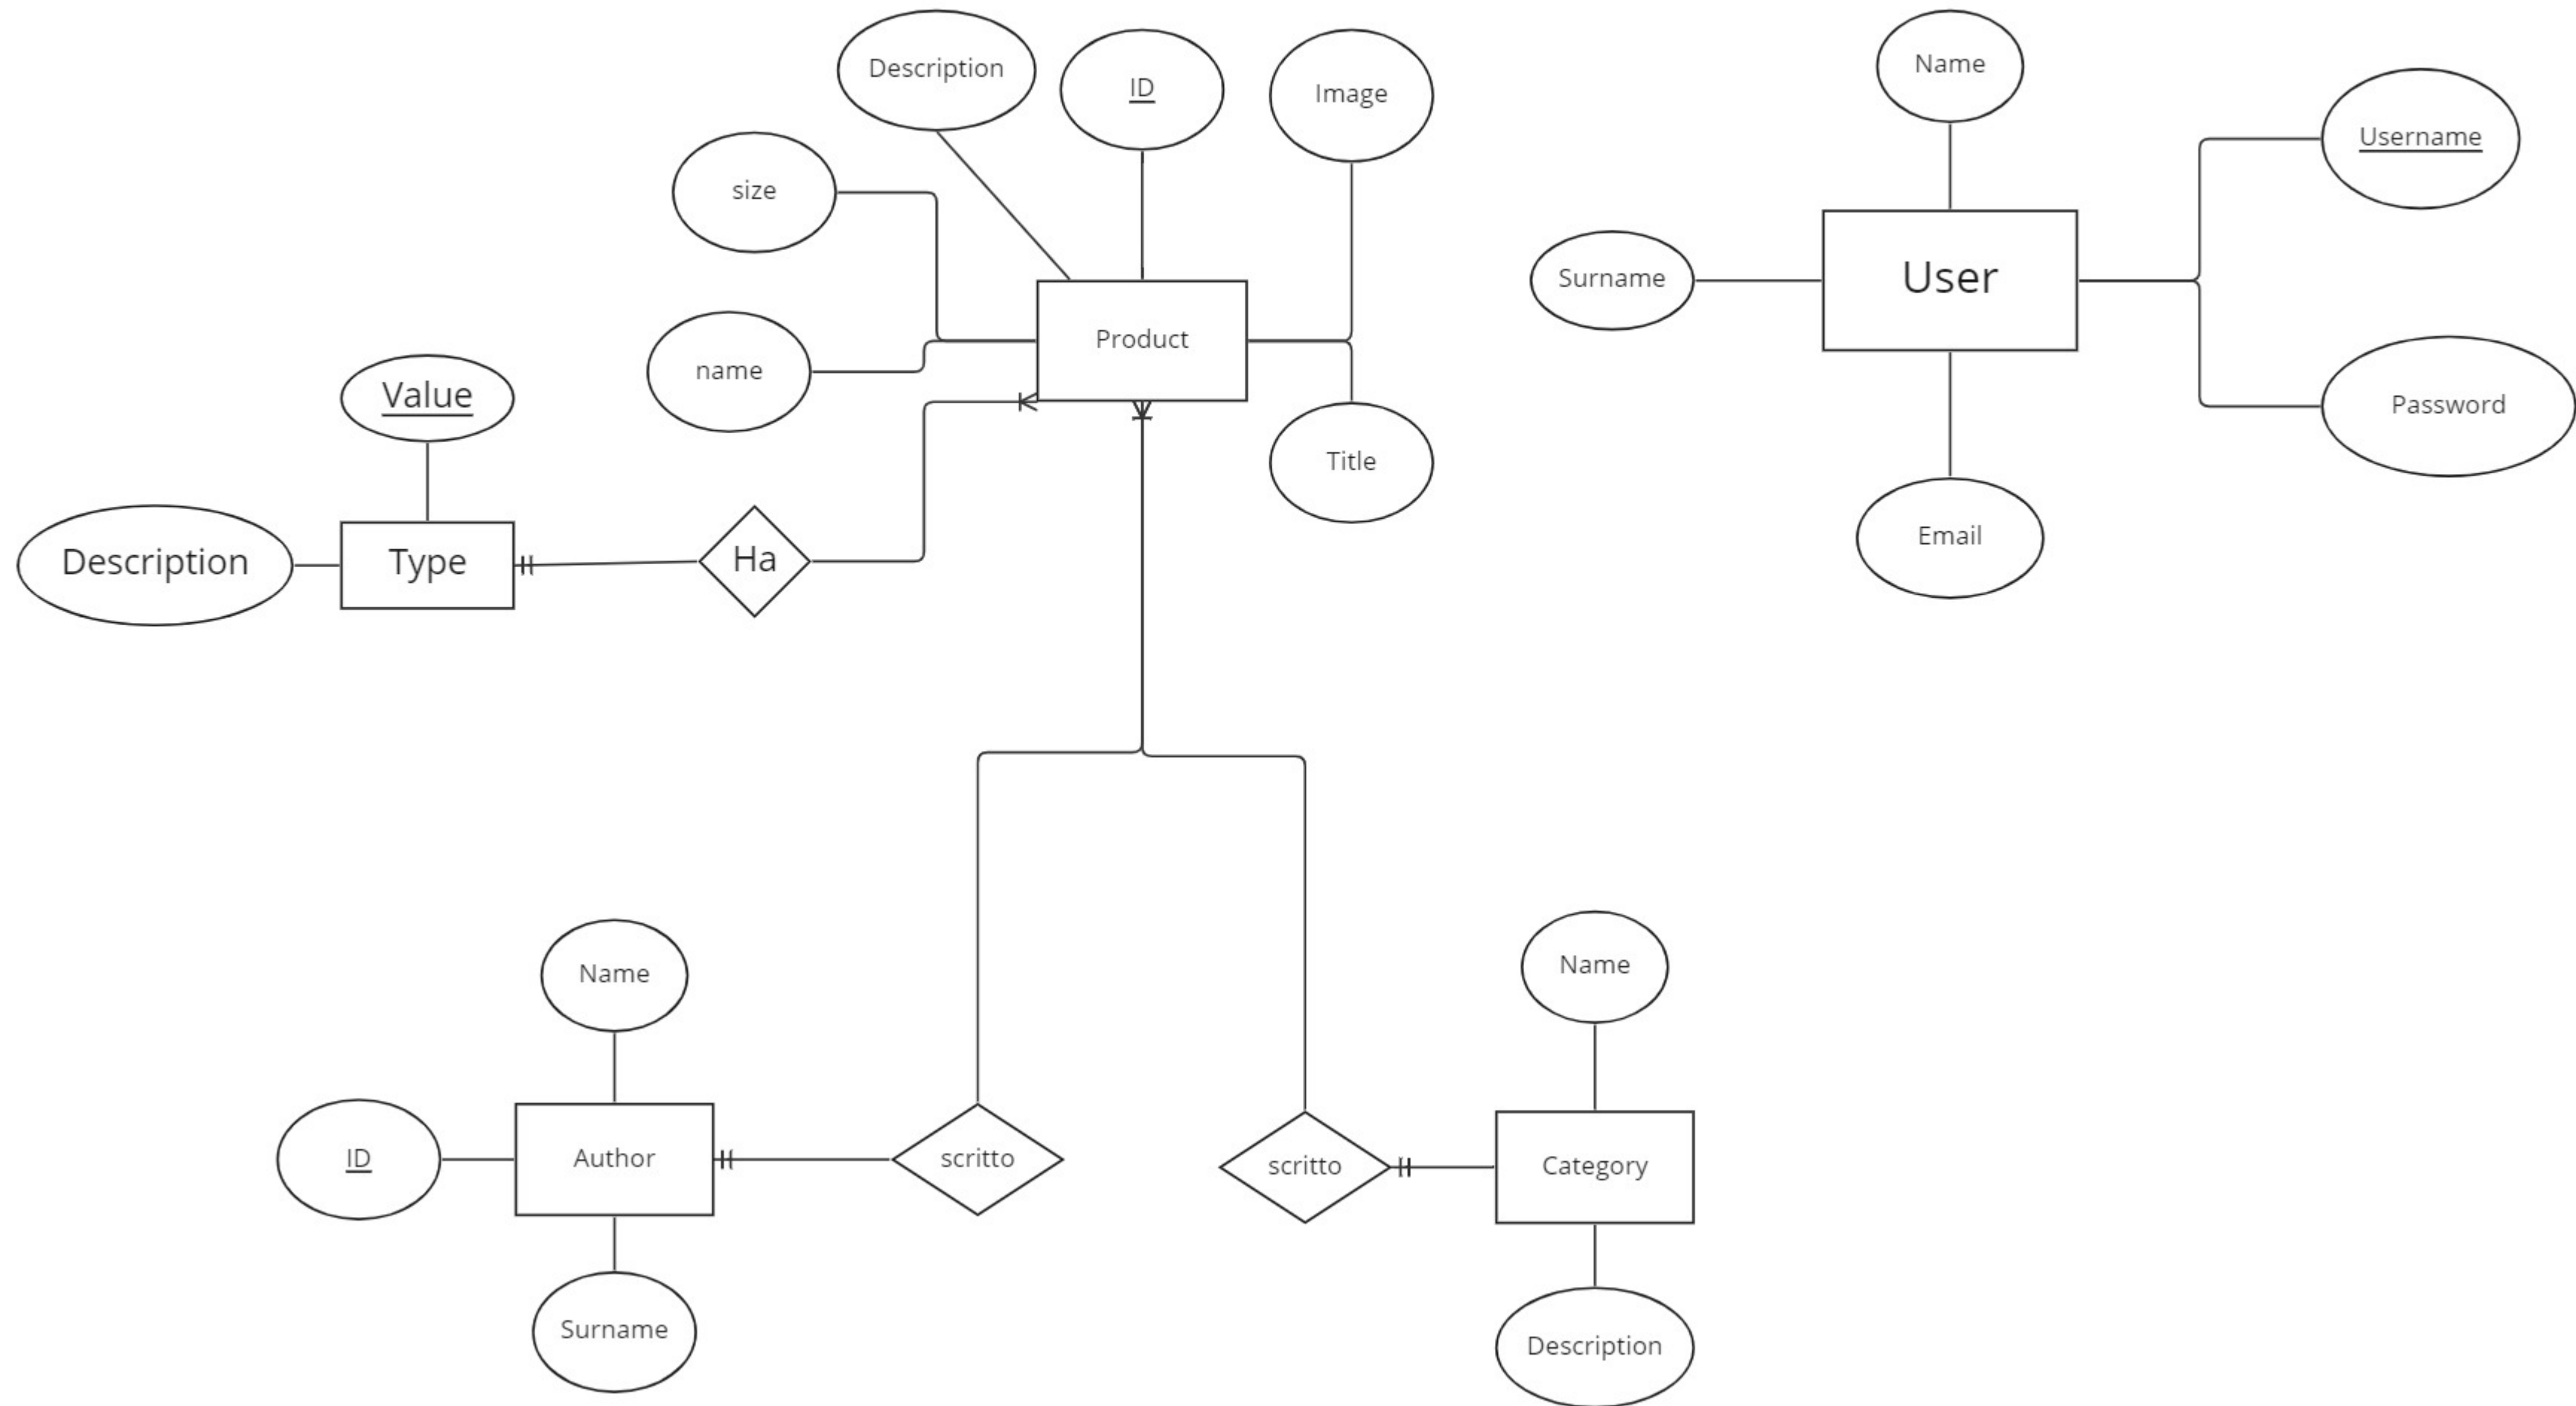 Description
ID
Image
Name
Username
size
Surname
User
Product
name
Value
Password
Title
Description
Type
Ha
Email
Name
Name
ID
Author
scritto
scritto
Category
Surname
Description